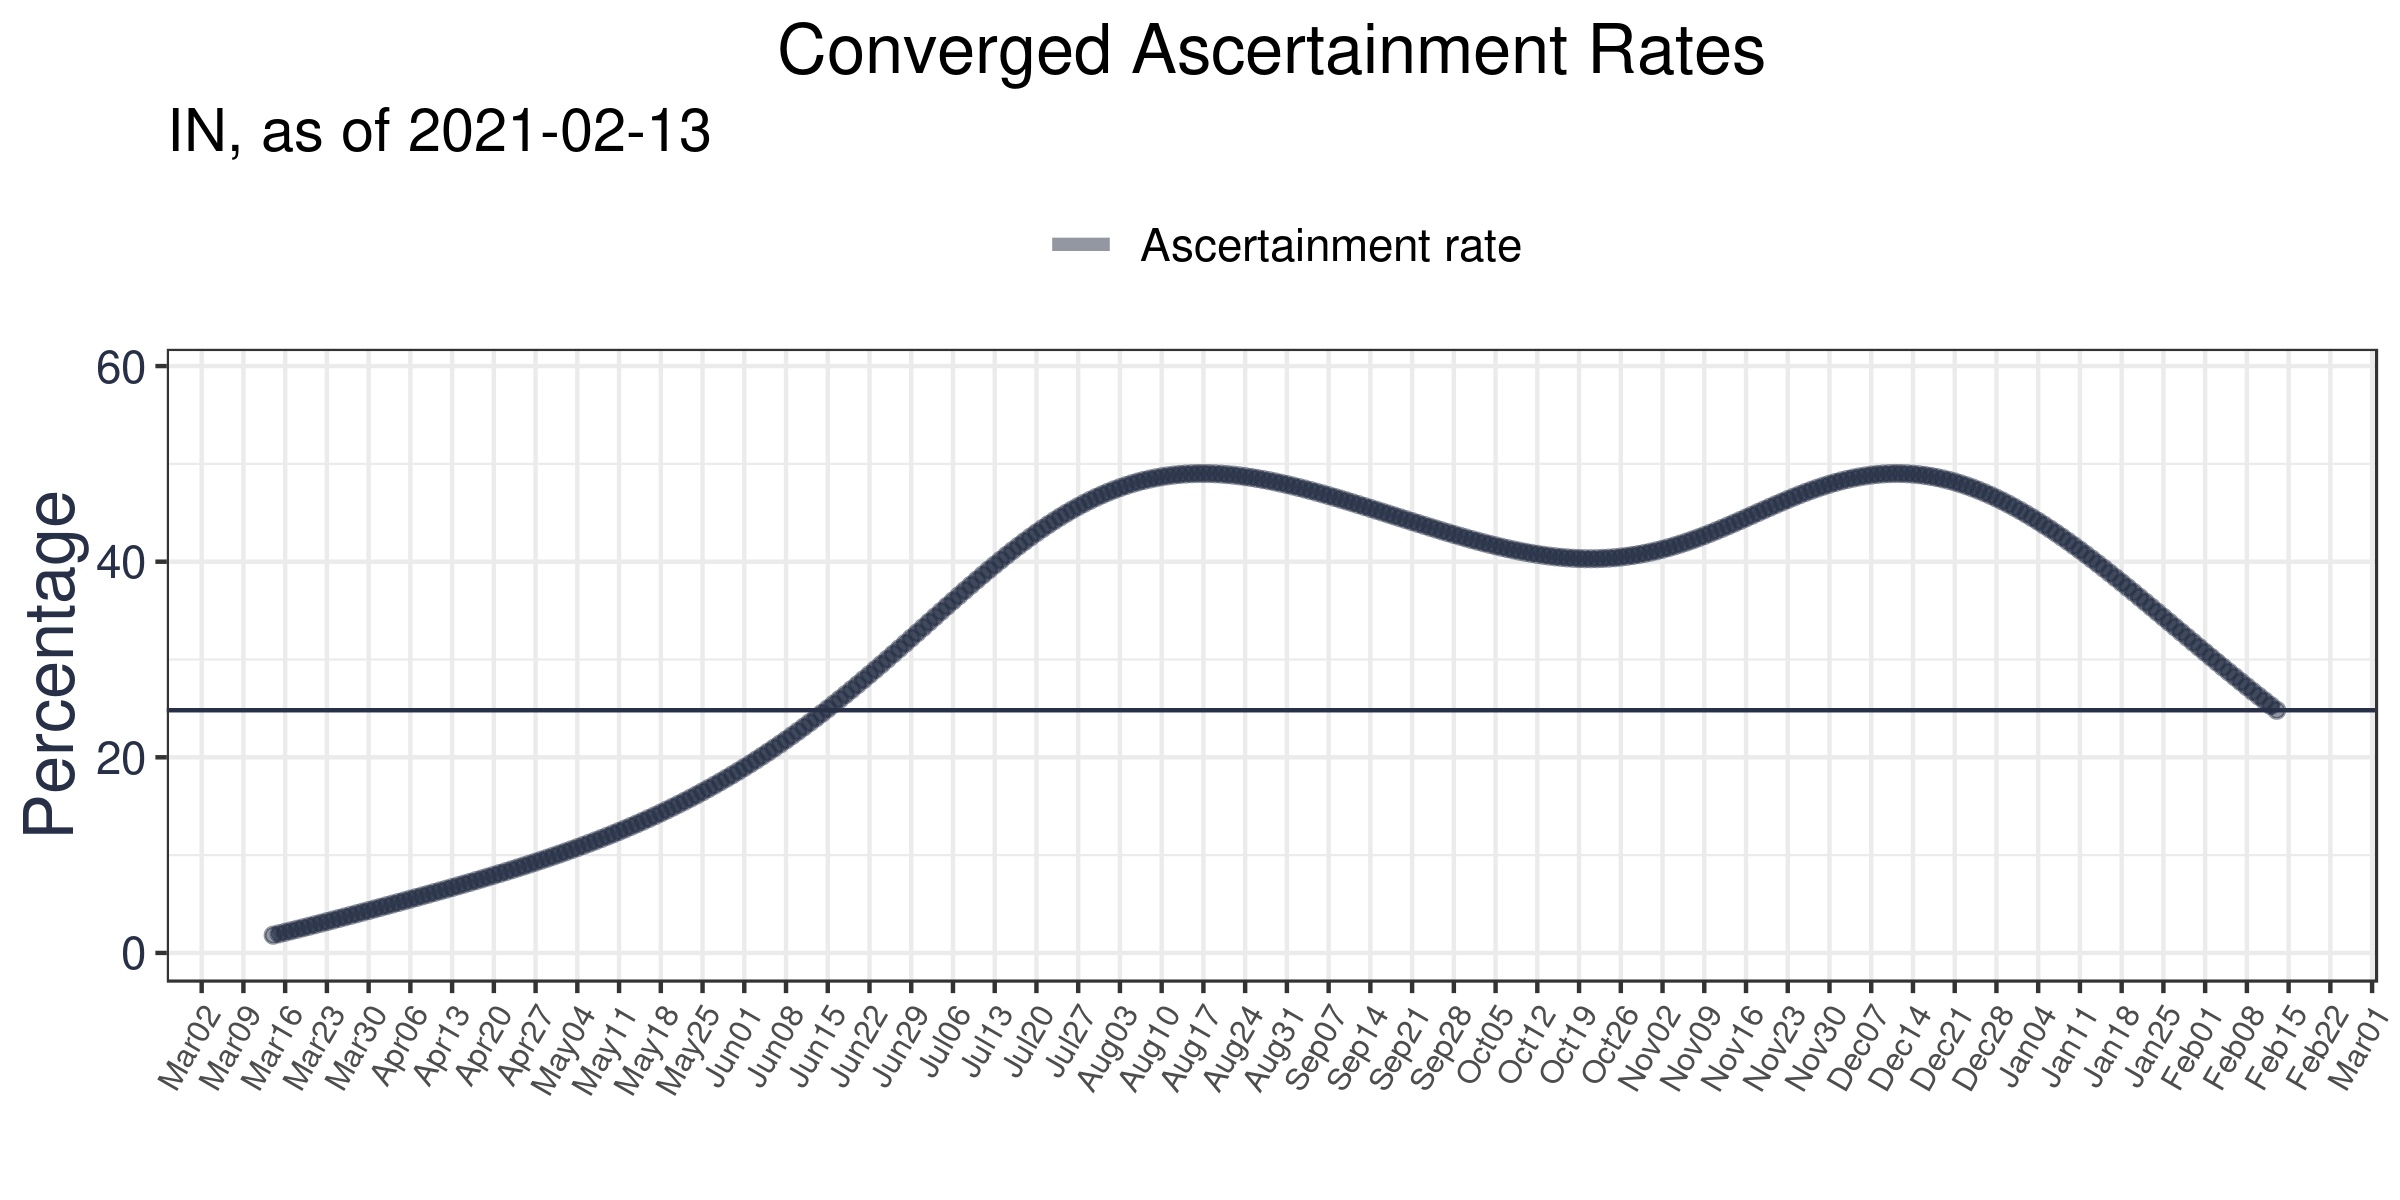 Converged Ascertainment Rates
IN, as of 2021-02-13
Ascertainment rate
Percentage
60
40
20
0
Mar02 Mar09 Mar16 Mar23 Mar30 Apr06 Apr13 Apr20 Apr27 May04 May11 May18 May25 Jun01 Jun08 Jun15 Jun22 Jun29 Jul06 Jul13 Jul20 Jul27 Aug03 Aug10 Aug17 Aug24 Aug31 Sep07 Sep14 Sep21 Sep28 Oct05 Oct12 Oct19 Oct26 Nov02 Nov09 Nov16 Nov23 Nov30 Dec07 Dec14 Dec21 Dec28 Jan04 Jan11 Jan18 Jan25 Feb01 Feb08 Feb15 Feb22 Mar01